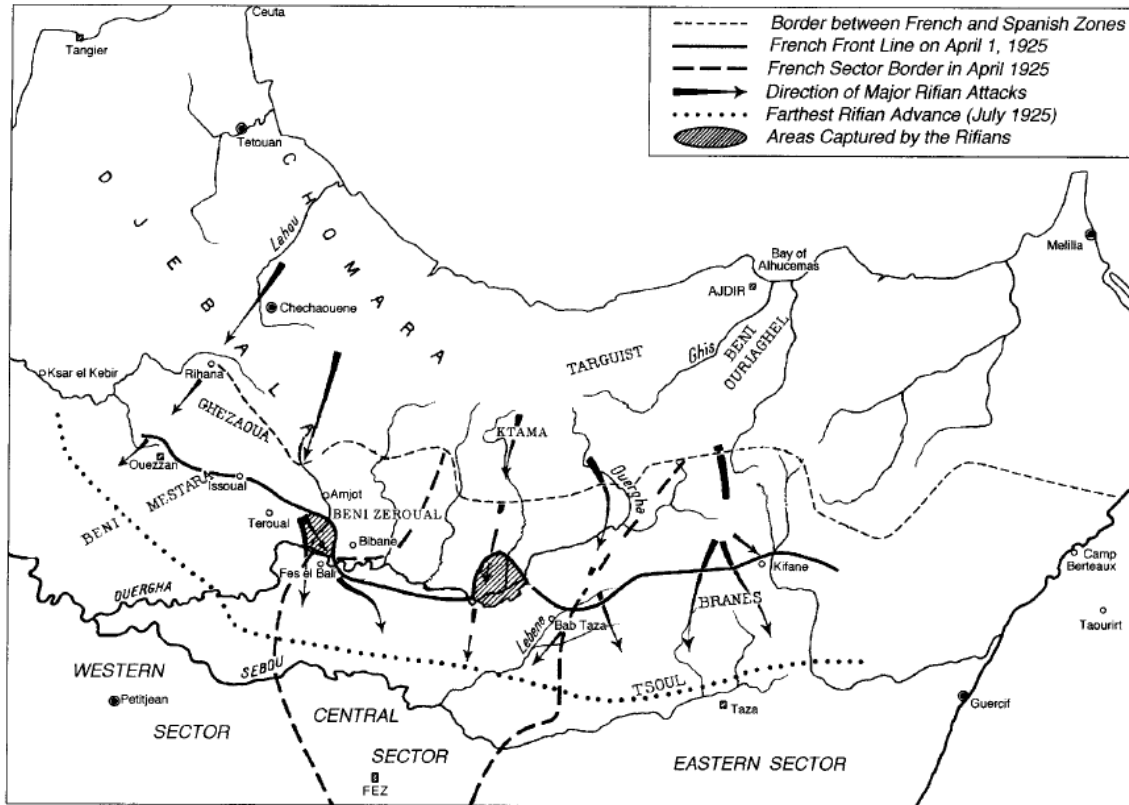 Border between French and Spanish Zones
French Front Line on April 1, 1925
French Sector Border in April 1925
Direction of Major Rifian Attacks
Farthest Rifian Advance (July 1925)
Areas Captured by the Rifians
Ceuta
Tangier
Tetouan
CHOMARA
DJEBALA
Lahou
Chechaouene
Melilla
Bay of
Alhucemas
AJDIR
Ghis
BENI
OURIAGHEL
TARGUIST
Ksar el Kebir
Rihana
GHEZAOUA
KTAMA
Ouergha
Ouezzan
Issoual
BENI MESTARA
Amjot
Teroual
BENI ZEROUAL
Bibane
Fes el Bali
Kifane
Camp
Berteaux
OUERGHA
BRANES
Taourirt
Lebene
Bab Taza
SEBOU
WESTERN
SECTOR
Petitjean
TSOUL
Taza
Guercif
CENTRAL
SECTOR
FEZ
EASTERN SECTOR